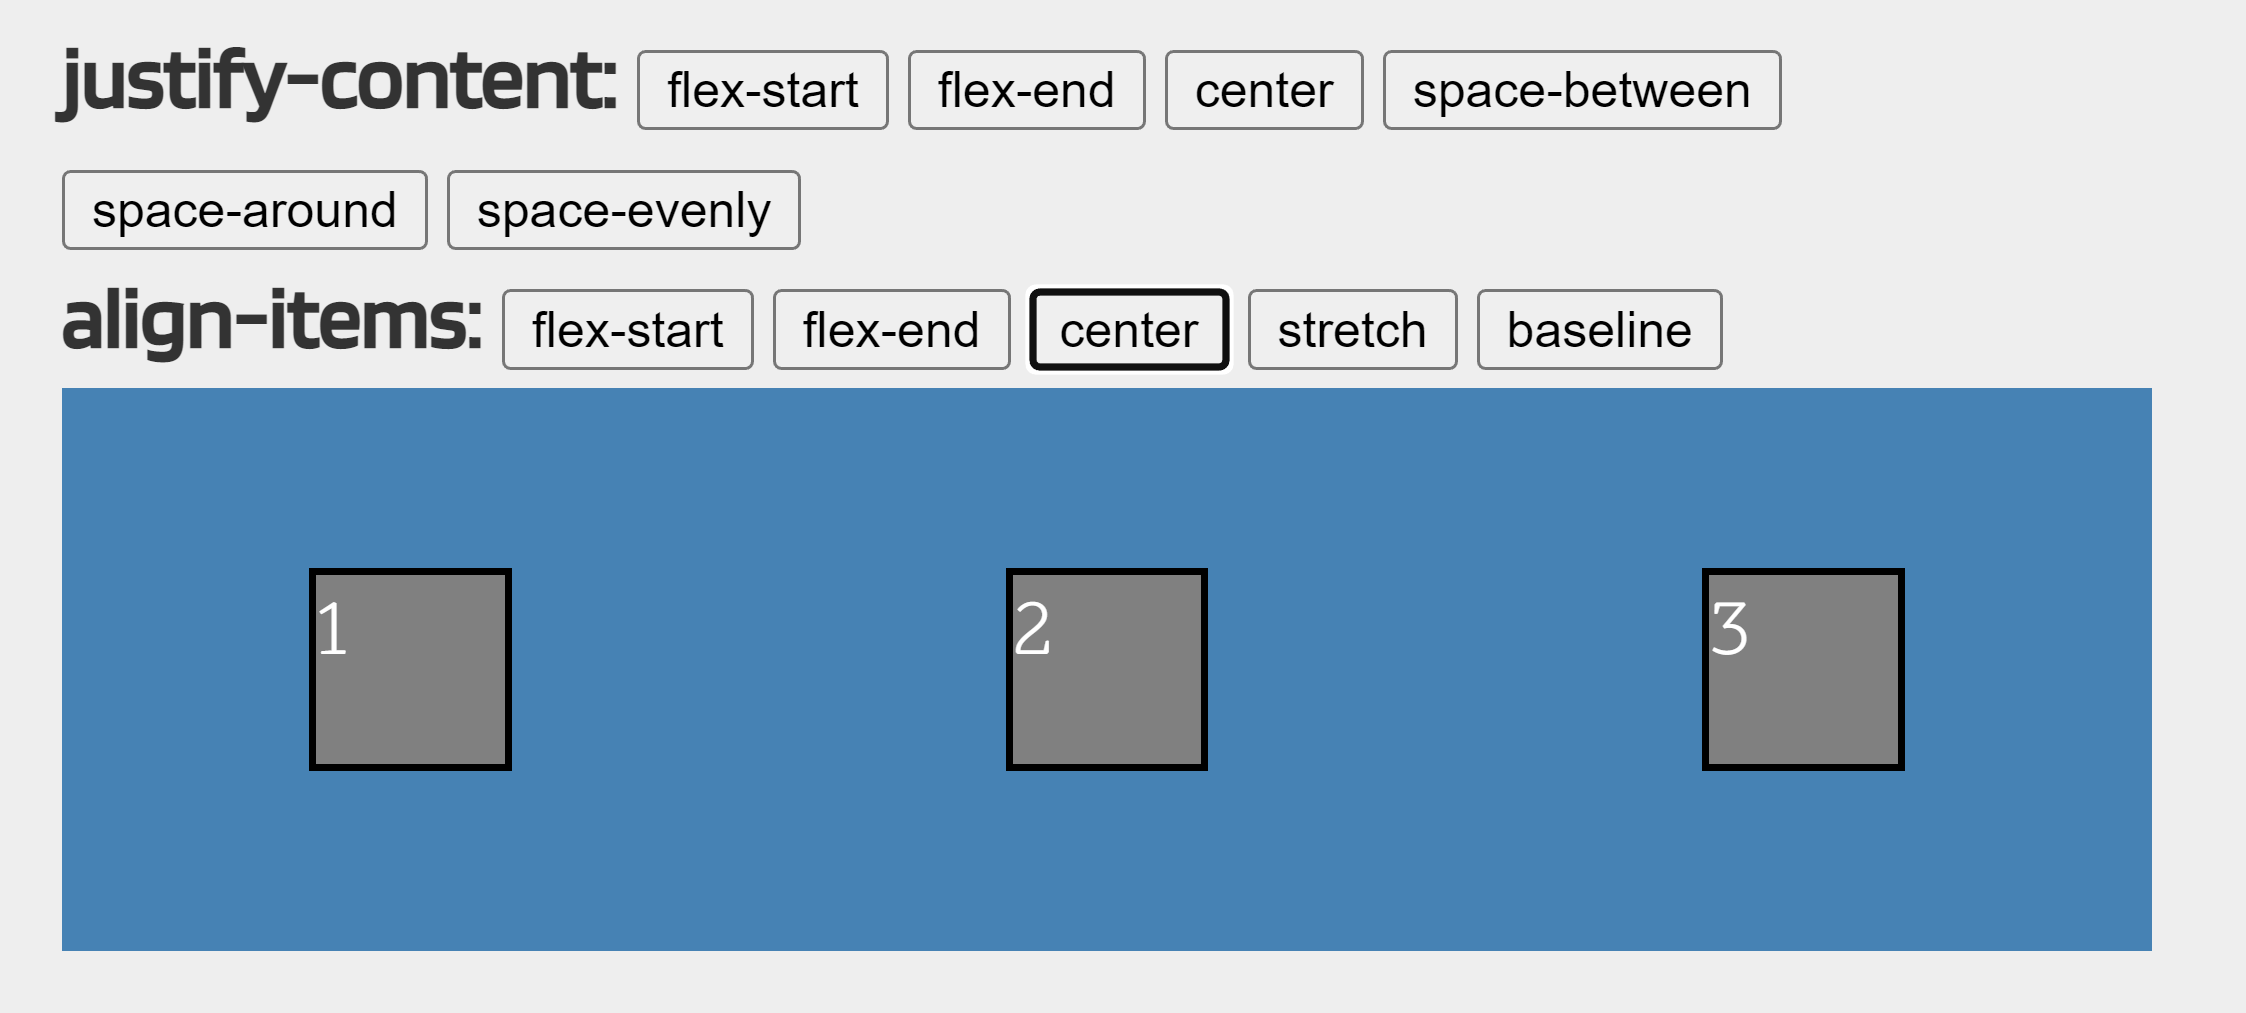 justify-content: flex-start flex-end center space-between
space-around space-evenly
align-items: flex-start flex-end center stretch baseline
1 2 3